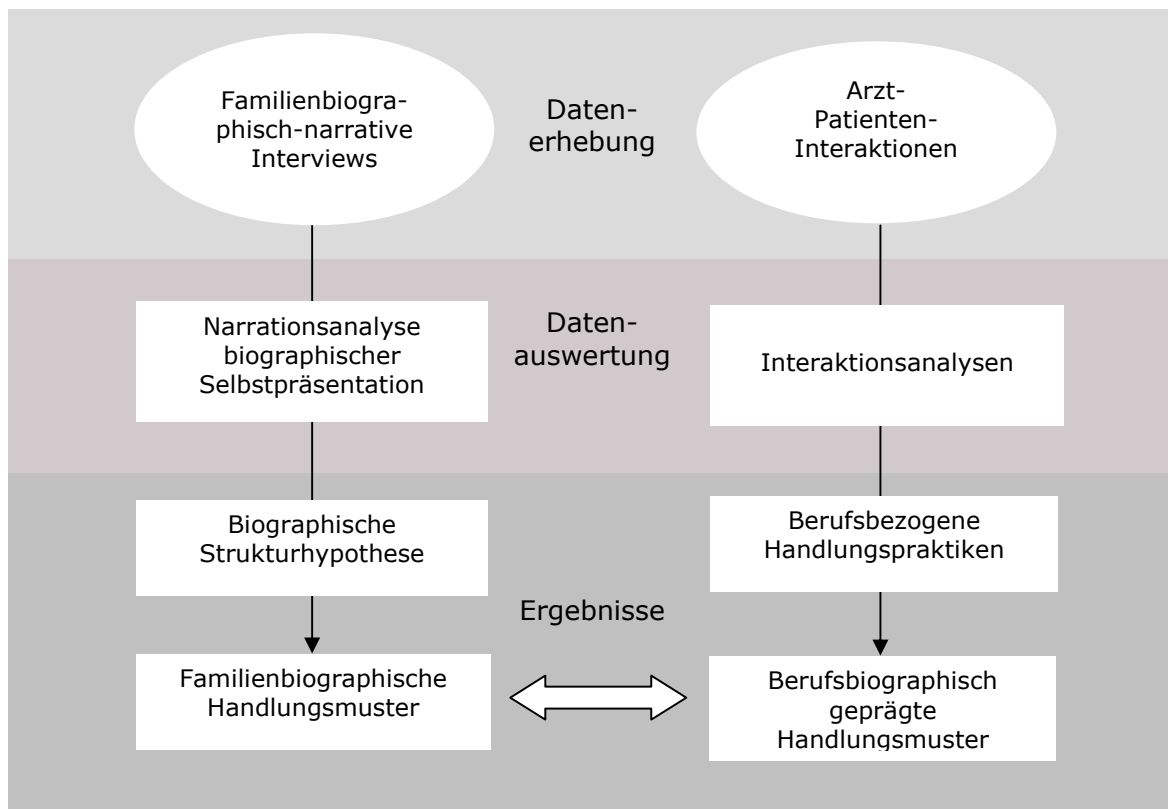 Familienbiogra-
phisch-narrative
Interviews
Daten-
erhebung
Arzt-
Patienten-
Interaktionen
Narrationsanalyse
biographischer
Selbstpräsentation
Daten-
auswertung
Interaktionsanalysen
Biographische
Strukturhypothese
Berufsbezogene
Handlungspraktiken
Ergebnisse
Familienbiographische
Handlungsmuster
Berufsbiographisch
geprägte
Handlungsmuster